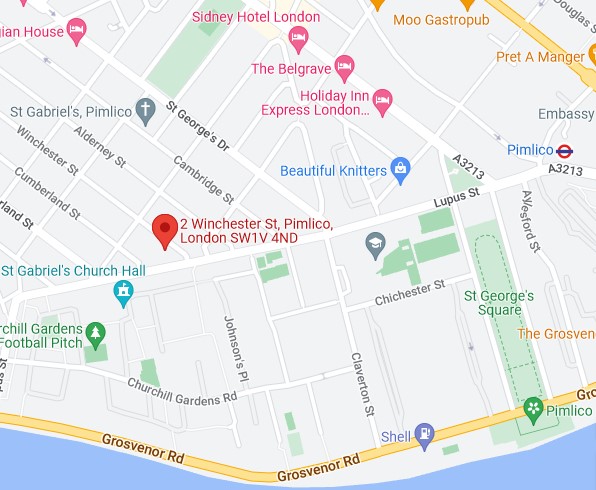 Sidney Hotel London
Moo Gastropub
Douglas S
gian House
The Belgrave
Pret A Manger
Holiday Inn
Express London...
St Gabriel's, Pimlico
St George's Dr
Embassy
Winchester St
Alderney St
Cambridge St
Pimlico
A3213
A3213
Beautiful Knitters
Cumberland St
Lupus St
Aylesford St
rland St
2 Winchester St, Pimlico,
London SW1V 4ND
St Gabriel's Church Hall
Chichester St
St George's
Square
rchill Gardens
Football Pitch
Johnson's Pl
The Grosveno
pus St
Claverton St
Churchill Gardens Rd
Gro
Pimlico
Shell
Grosvenor Rd
Grosvenor Rd